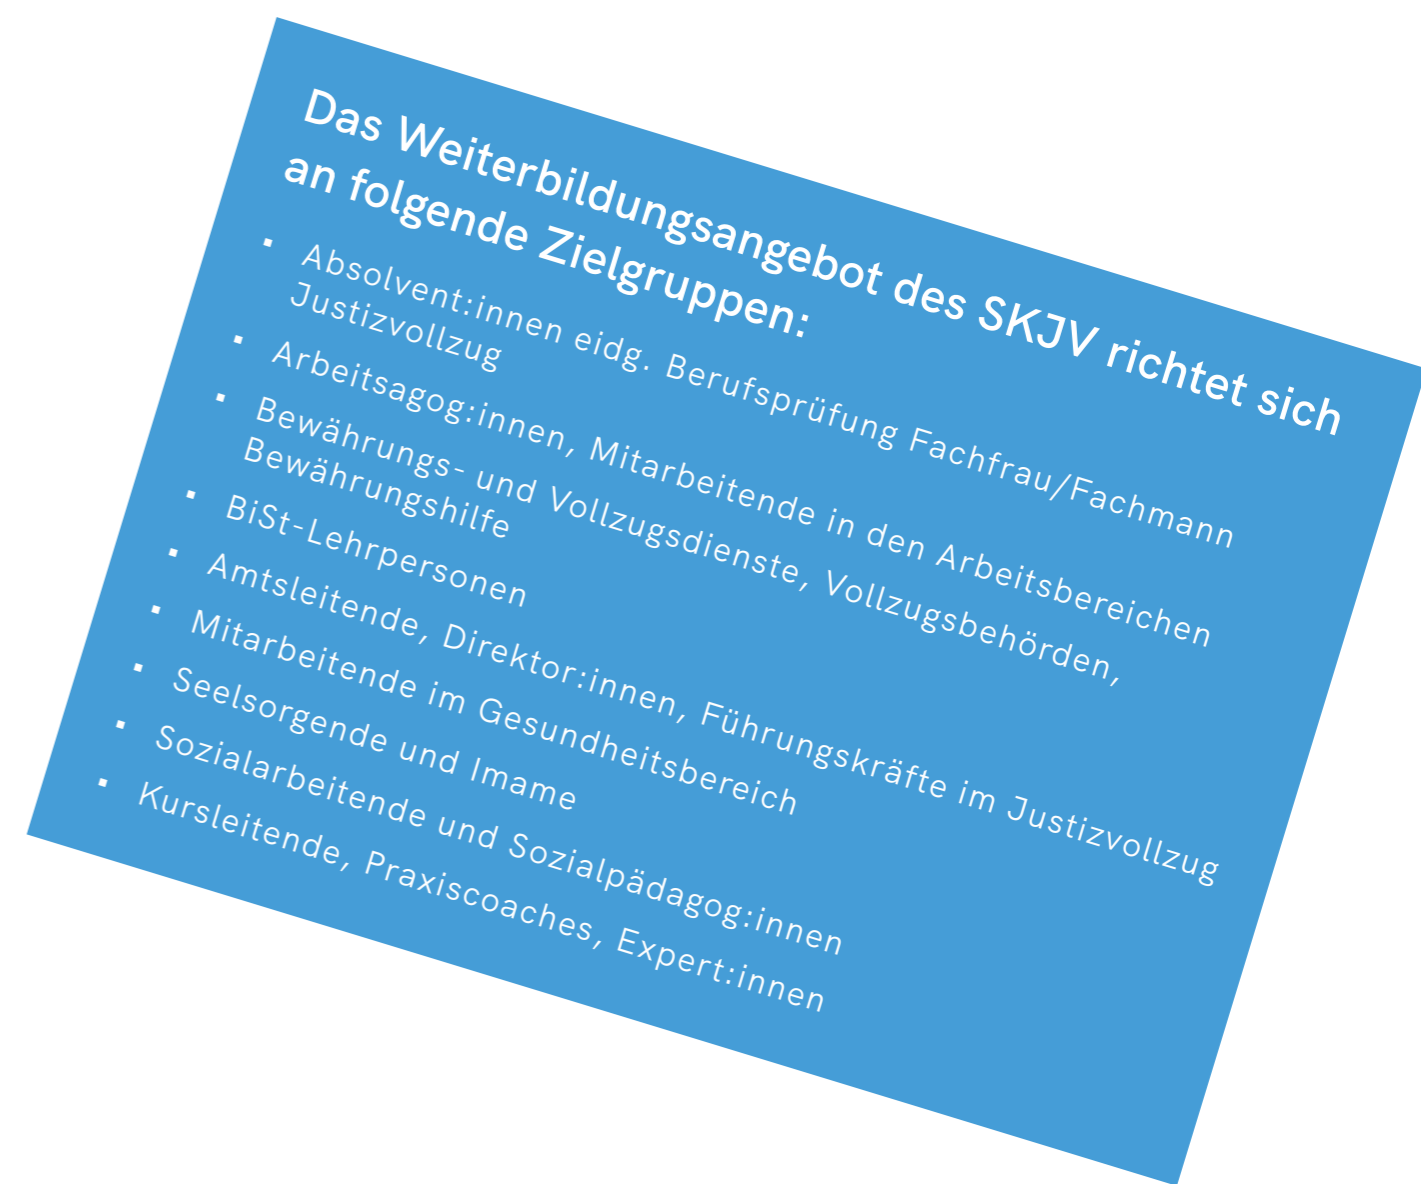 Das Weiterbildungsangebot des SKJV richtet sich
an folgende Zielgruppen:
▪ Absolvent:innen eidg. Berufsprüfung Fachfrau/Fachmann
Justizvollzug
▪ Arbeitsagog:innen, Mitarbeitende in den Arbeitsbereichen
▪ Bewährungs- und Vollzugsdienste, Vollzugsbehörden,
Bewährungshilfe
▪ BiSt-Lehrpersonen
▪ Amtsleitende, Direktor:innen, Führungskräfte im Justizvollzug
▪ Mitarbeitende im Gesundheitsbereich
▪ Seelsorgende und Imame
▪ Sozialarbeitende und Sozialpädagog:innen
▪ Kursleitende, Praxiscoaches, Expert:innen